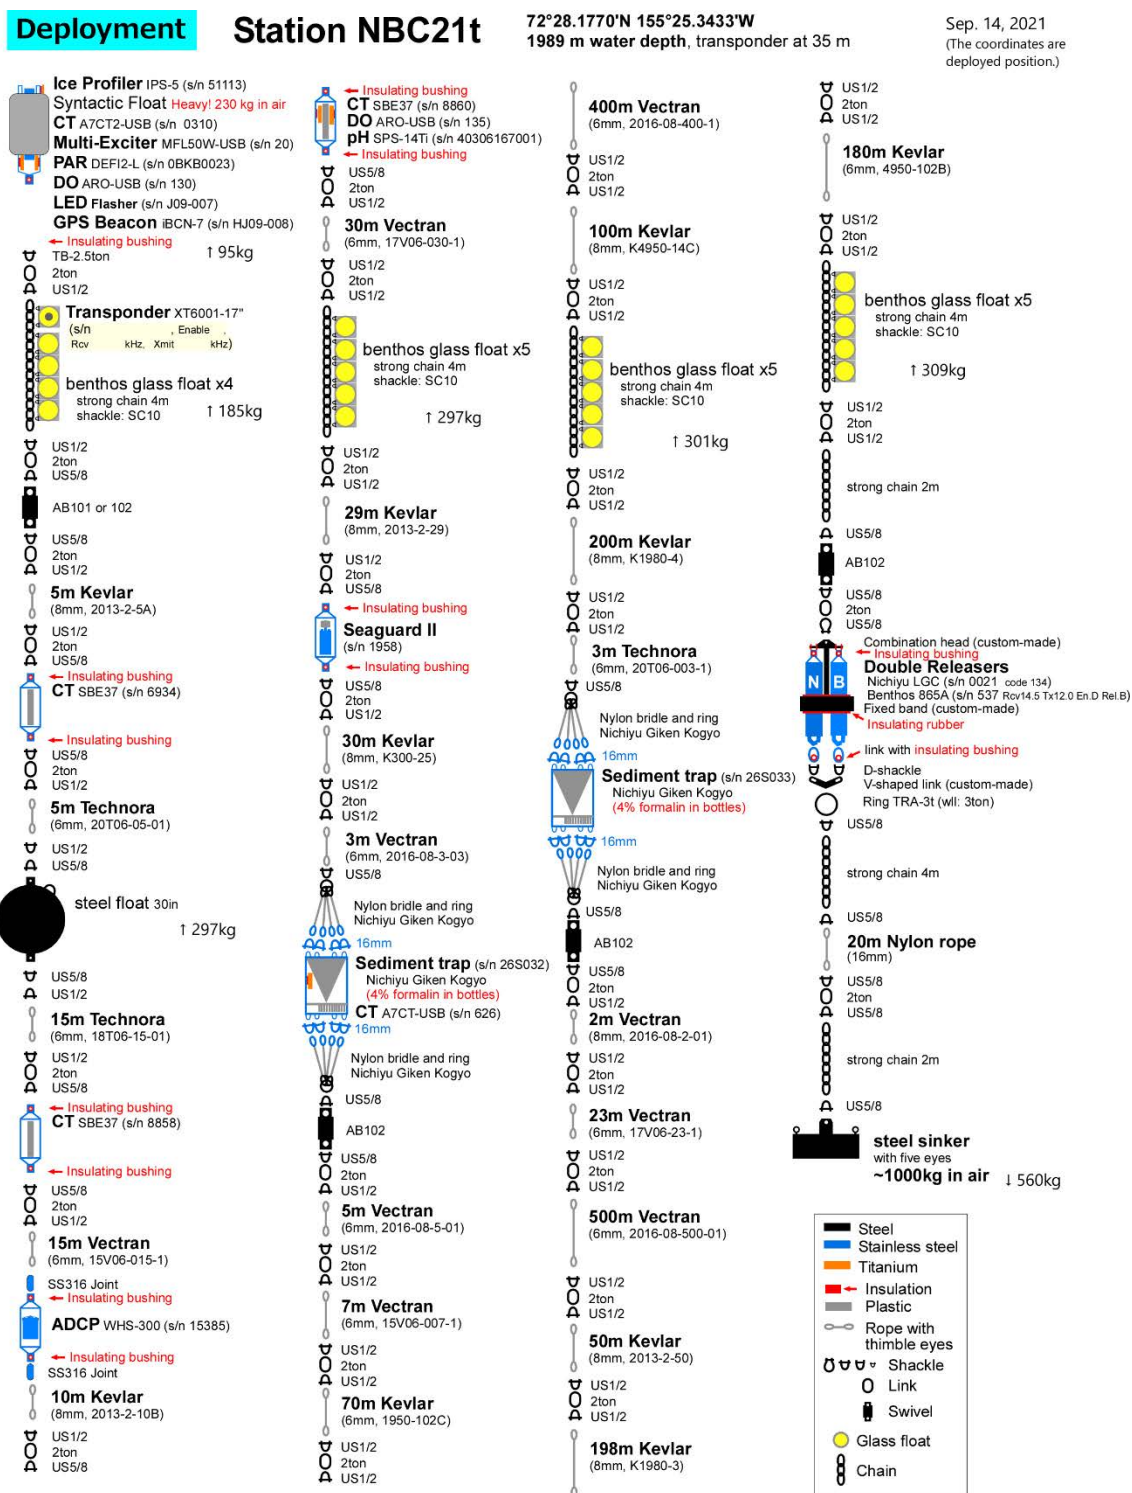 Deployment
Station NBC21t
72°28.1770'N 155°25.3433'W
1989 m water depth, transponder at 35 m
Sep. 14, 2021
(The coordinates are
deployed position.)
Ice Profiler IPS-5 (s/n 51113)
Syntactic Float Heavy! 230 kg in air
CT A7CT2-USB (s/n 0310)
Multi-Exciter MFL50W-USB (s/n 20)
PAR DEFI2-L (s/n 0BKB0023)
DO ARO-USB (s/n 130)
LED Flasher (s/n J09-007)
GPS Beacon iBCN-7 (s/n HJ09-008)
← Insulating bushing
TB-2.5ton
↑ 95kg
2ton
US1/2
Transponder XT6001-17"
(s/n , Enable ,
Rcv kHz, Xmit kHz)
benthos glass float x4
strong chain 4m
shackle: SC10
↑ 185kg
US1/2
2ton
US5/8
AB101 or 102
US5/8
2ton
US1/2
5m Kevlar
(8mm, 2013-2-5A)
US1/2
2ton
US5/8
← Insulating bushing
CT SBE37 (s/n 6934)
← Insulating bushing
US5/8
2ton
US1/2
5m Technora
(6mm, 20T06-05-01)
US1/2
US5/8
steel float 30in
↑ 297kg
US5/8
US1/2
15m Technora
(6mm, 18T06-15-01)
US1/2
2ton
US5/8
← Insulating bushing
CT SBE37 (s/n 8858)
← Insulating bushing
US5/8
2ton
US1/2
15m Vectran
(6mm, 15V06-015-1)
SS316 Joint
← Insulating bushing
ADCP WHS-300 (s/n 15385)
← Insulating bushing
SS316 Joint
10m Kevlar
(8mm, 2013-2-10B)
US1/2
2ton
US5/8
← Insulating bushing
CT SBE37 (s/n 8860)
DO ARO-USB (s/n 135)
pH SPS-14Ti (s/n 40306167001)
← Insulating bushing
US5/8
2ton
US1/2
30m Vectran
(6mm, 17V06-030-1)
US1/2
2ton
US1/2
benthos glass float x5
strong chain 4m
shackle: SC10
↑ 297kg
US1/2
2ton
US1/2
29m Kevlar
(8mm, 2013-2-29)
US1/2
2ton
US5/8
← Insulating bushing
Seaguard II
(s/n 1958)
← Insulating bushing
US5/8
2ton
US1/2
30m Kevlar
(8mm, K300-25)
US1/2
2ton
US1/2
3m Vectran
(6mm, 2016-08-3-03)
US5/8
Nylon bridle and ring
Nichiyu Giken Kogyo
16mm
Sediment trap (s/n 26S032)
Nichiyu Giken Kogyo
(4% formalin in bottles)
CT A7CT-USB (s/n 626)
16mm
Nylon bridle and ring
Nichiyu Giken Kogyo
US5/8
AB102
US5/8
2ton
US1/2
5m Vectran
(6mm, 2016-08-5-01)
US1/2
2ton
US1/2
7m Vectran
(6mm, 15V06-007-1)
US1/2
2ton
US1/2
70m Kevlar
(6mm, 1950-102C)
US1/2
2ton
US1/2
400m Vectran
(6mm, 2016-08-400-1)
US1/2
2ton
US1/2
100m Kevlar
(8mm, K4950-14C)
US1/2
2ton
US1/2
benthos glass float x5
strong chain 4m
shackle: SC10
↑ 301kg
US1/2
2ton
US1/2
200m Kevlar
(8mm, K1980-4)
US1/2
2ton
US1/2
3m Technora
(6mm, 20T06-003-1)
US5/8
Nylon bridle and ring
Nichiyu Giken Kogyo
16mm
Sediment trap (s/n 26S033)
Nichiyu Giken Kogyo
(4% formalin in bottles)
16mm
Nylon bridle and ring
Nichiyu Giken Kogyo
US5/8
AB102
US5/8
2ton
US1/2
2m Vectran
(8mm, 2016-08-2-01)
US1/2
2ton
US1/2
23m Vectran
(6mm, 17V06-23-1)
US1/2
2ton
US1/2
500m Vectran
(6mm, 2016-08-500-01)
US1/2
2ton
US1/2
50m Kevlar
(8mm, 2013-2-50)
US1/2
2ton
US1/2
198m Kevlar
(8mm, K1980-3)
US1/2
2ton
US1/2
180m Kevlar
(6mm, 4950-102B)
US1/2
2ton
US1/2
benthos glass float x5
strong chain 4m
shackle: SC10
↑ 309kg
US1/2
2ton
US1/2
strong chain 2m
US5/8
AB102
US5/8
2ton
US5/8
Combination head (custom-made)
← Insulating bushing
Double Releasers
N B
Nichiyu LGC (s/n 0021 code 134)
Benthos 865A (s/n 537 Rcv14.5 Tx12.0 En.D Rel.B)
Fixed band (custom-made)
Insulating rubber
link with insulating bushing
D-shackle
V-shaped link (custom-made)
Ring TRA-3t (wll: 3ton)
US5/8
strong chain 4m
US5/8
20m Nylon rope
(16mm)
US5/8
2ton
US5/8
strong chain 2m
US5/8
steel sinker
with five eyes
~1000kg in air ↓ 560kg
Steel
Stainless steel
Titanium
← Insulation
Plastic
Rope with
thimble eyes
Shackle
Link
Swivel
Glass float
Chain